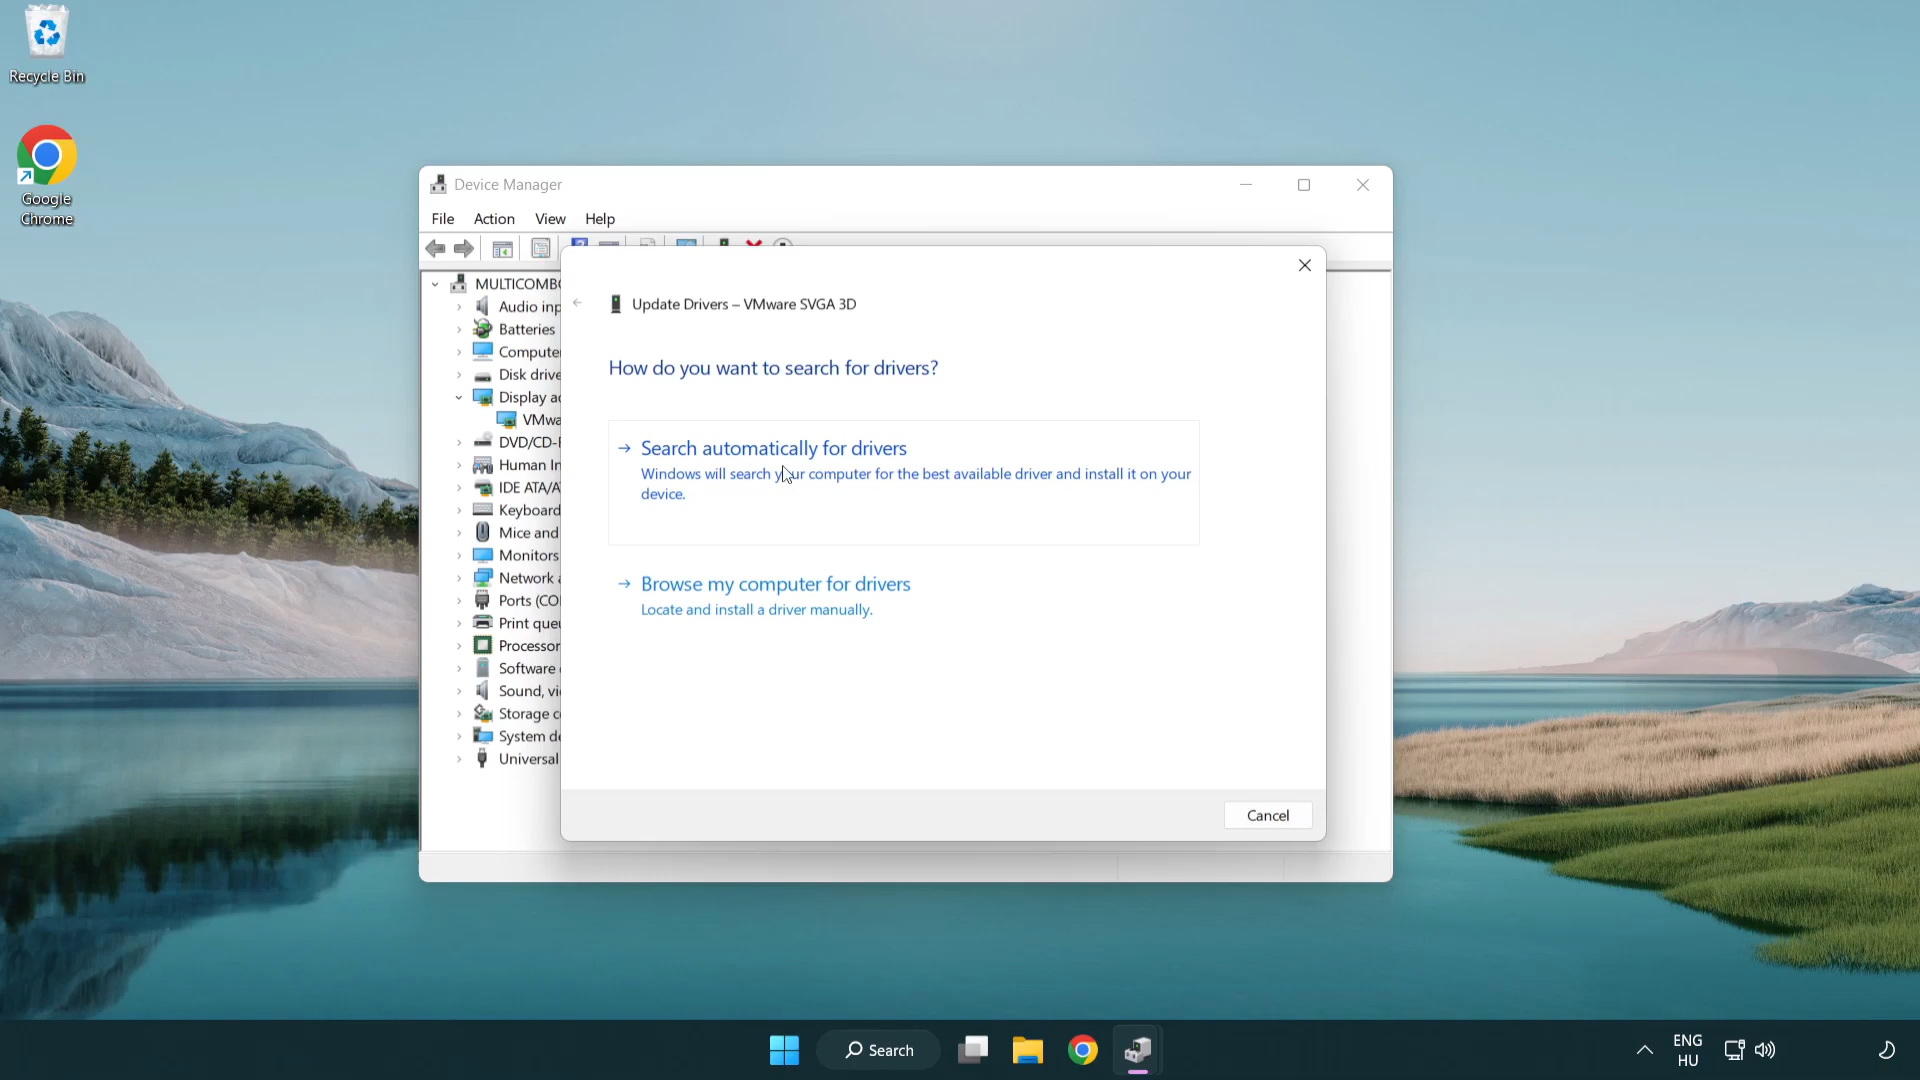 Recycle Bin
Google
Chrome
Device Manager
File Action View Help
MULTICOMBO
Audio inp
Batteries
Compute
Disk drive
Display a
VMwa
DVD/CD-R
Human In
IDE ATA/A
Keyboard
Mice and
Monitors
Network a
Ports (CO
Print que
Processor
Software
Sound, vi
Storage c
System de
Universal
Update Drivers – VMware SVGA 3D
How do you want to search for drivers?
Search automatically for drivers
Windows will search your computer for the best available driver and install it on your
device.
Browse my computer for drivers
Locate and install a driver manually.
Cancel
Search
ENG
HU